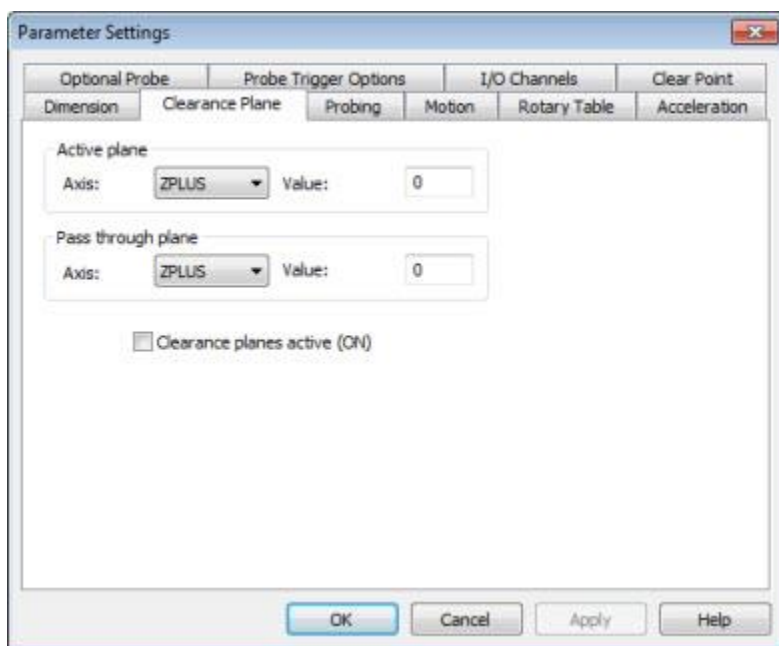 Parameter Settings
Optional Probe Probe Trigger Options I/O Channels Clear Point
Dimension Clearance Plane Probing Motion Rotary Table Acceleration
Active plane
Axis: ZPLUS Value: 0
Pass through plane
Axis: ZPLUS Value: 0
Clearance planes active (ON)
OK Cancel Apply Help